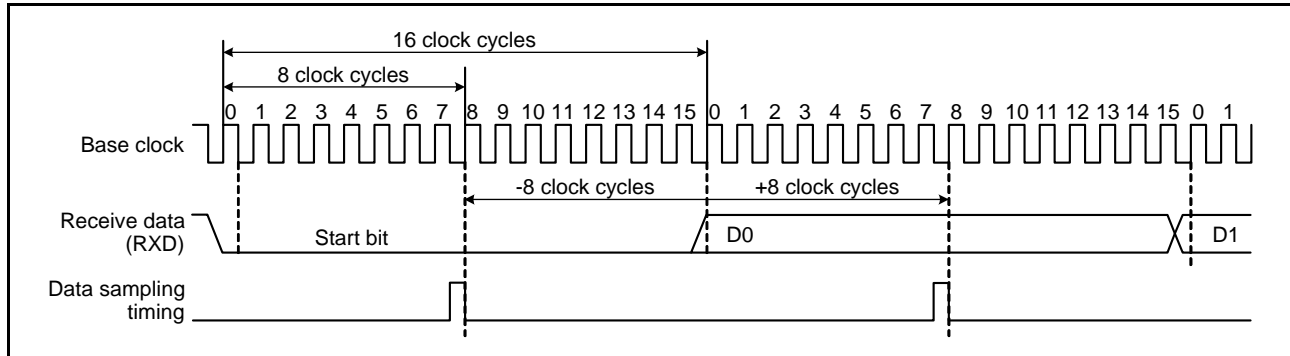 16 clock cycles
8 clock cycles
0 1 2 3 4 5 6 7 8 9 10 11 12 13 14 15 0 1 2 3 4 5 6 7 8 9 10 11 12 13 14 15 0 1
Base clock
-8 clock cycles +8 clock cycles
Receive data
(RXD)
Start bit D0 D1
Data sampling
timing